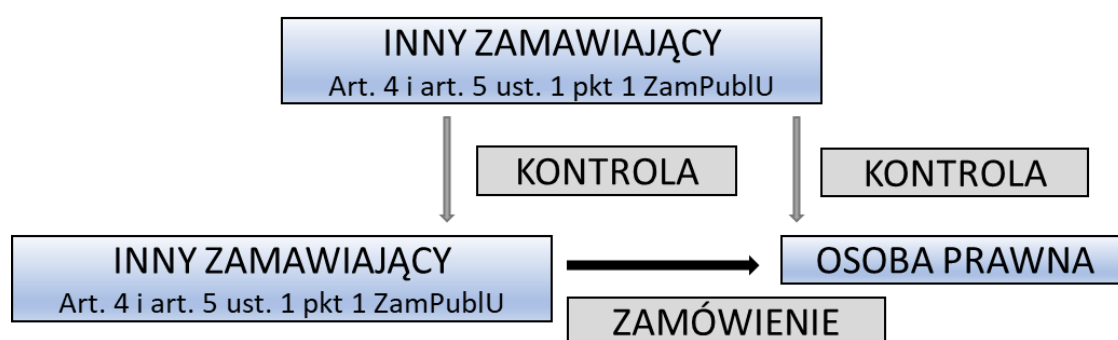 INNY ZAMAWIAJĄCY
Art. 4 i art. 5 ust. 1 pkt 1 ZamPublU
KONTROLA
KONTROLA
INNY ZAMAWIAJĄCY
Art. 4 i art. 5 ust. 1 pkt 1 ZamPublU
OSOBA PRAWNA
ZAMÓWIENIE